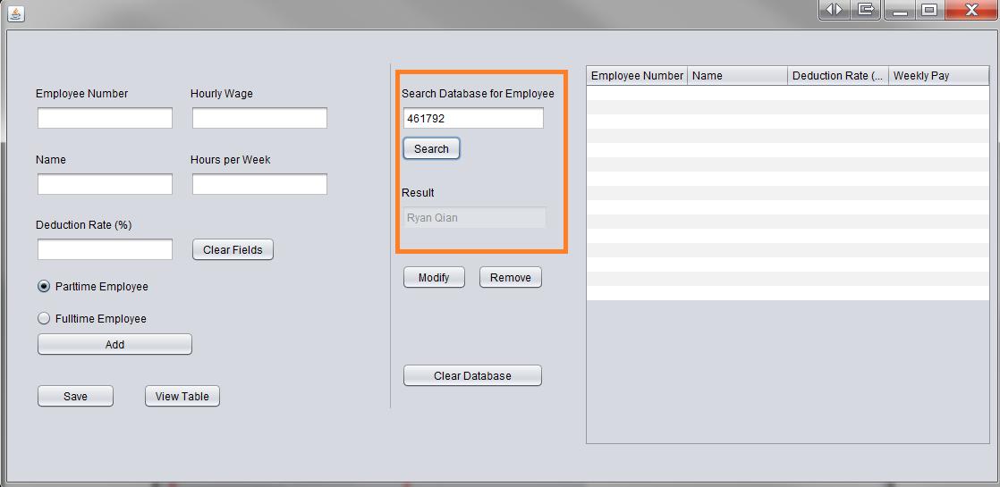 Employee Number
Hourly Wage
Name
Hours per Week
Deduction Rate (%)
Clear Fields
Parttime Employee
Fulltime Employee
Add
Save
View Table
Search Database for Employee
461792
Search
Result
Ryan Qian
Modify
Remove
Clear Database
Employee Number Name Deduction Rate (... Weekly Pay